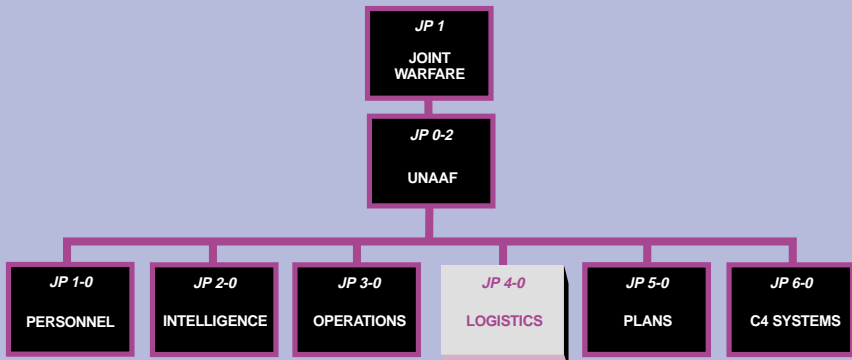 JP 1
JOINT
WARFARE
JP 0-2
UNAAF
JP 1-0
PERSONNEL
JP 2-0
INTELLIGENCE
JP 3-0
OPERATIONS
JP 4-0
LOGISTICS
JP 5-0
PLANS
JP 6-0
C4 SYSTEMS